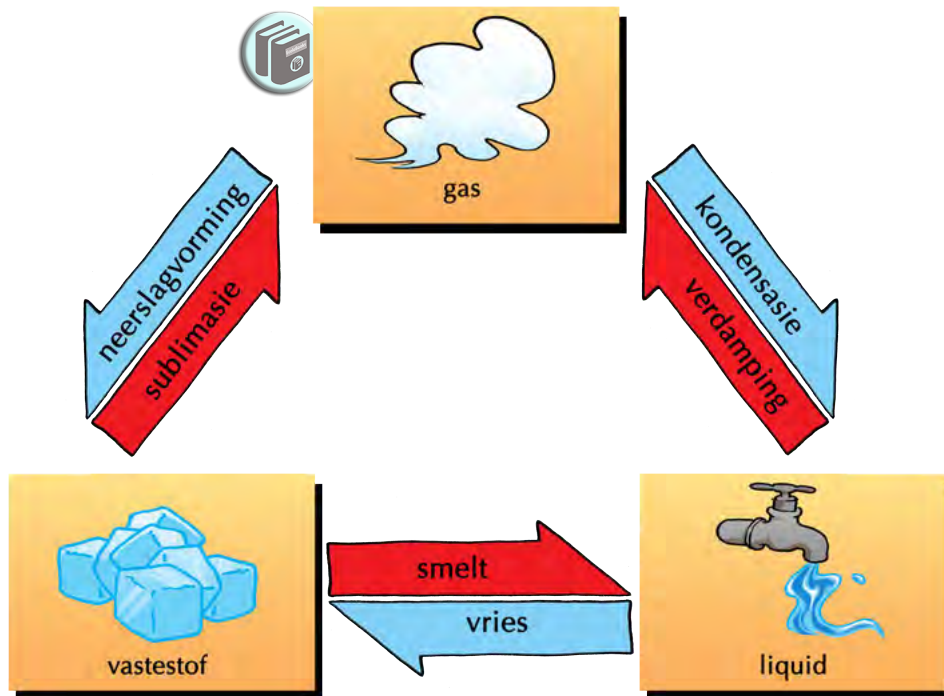 gas
neerslagvorming
sublimasie
kondensasie
verdamping
smelt
vries
vastestof
liquid